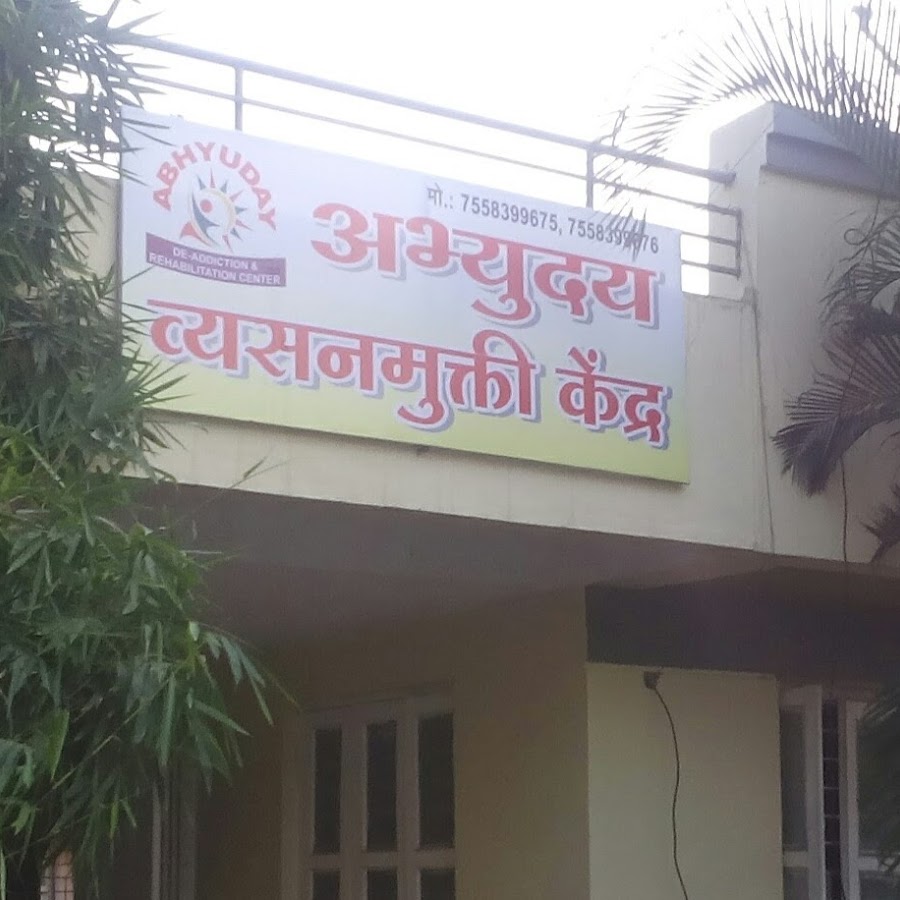 ABHYUDAY
DE-ADDICTION &
REHABILITATION CENTER
मो.: 7558399675, 7558399676
अभ्युदय
व्यसनमुक्ती केंद्र